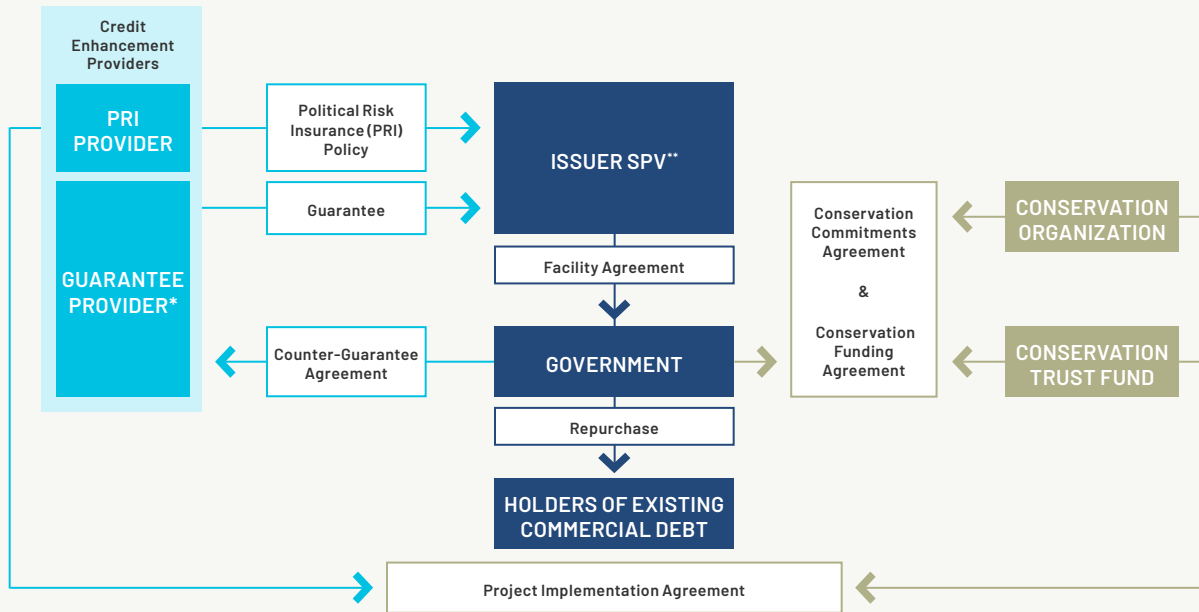 Credit
Enhancement
Providers
PRI
PROVIDER
Political Risk
Insurance (PRI)
Policy
ISSUER SPV**
Guarantee
GUARANTEE
PROVIDER*
Facility Agreement
Conservation
Commitments
Agreement
&
Conservation
Funding
Agreement
CONSERVATION
ORGANIZATION
Counter-Guarantee
Agreement
GOVERNMENT
CONSERVATION
TRUST FUND
Repurchase
HOLDERS OF EXISTING
COMMERCIAL DEBT
Project Implementation Agreement